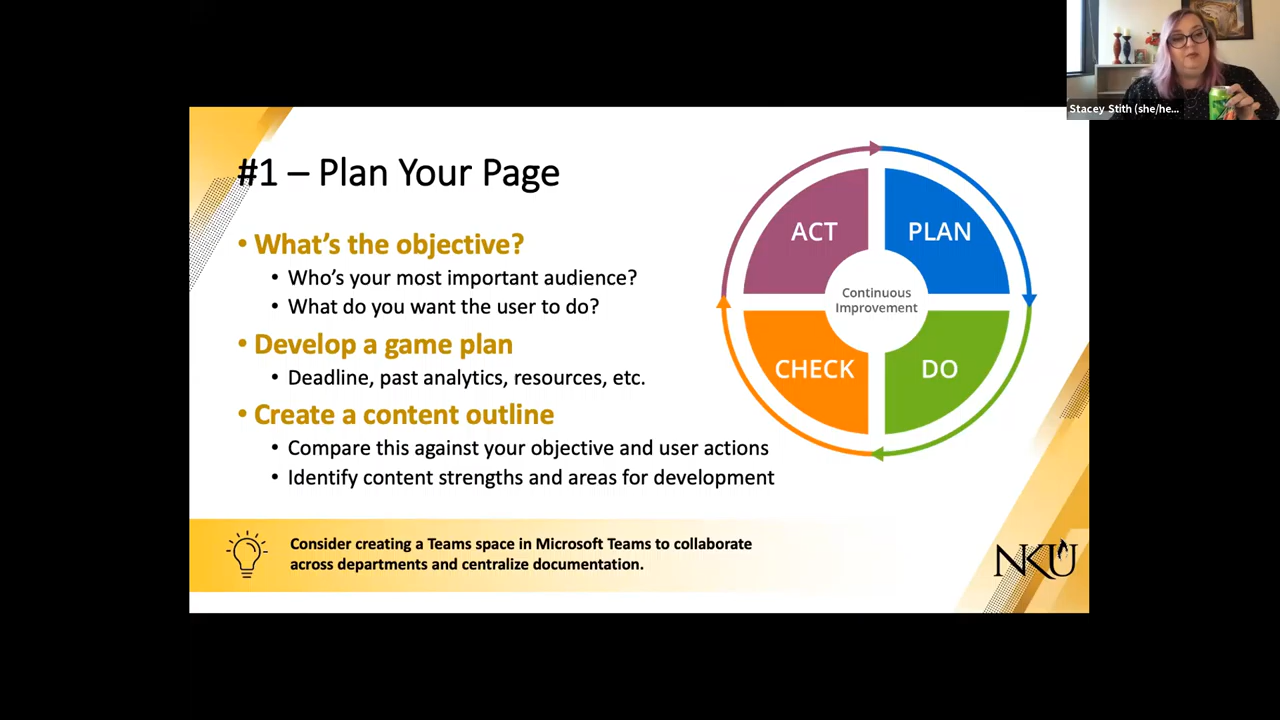 #1 – Plan Your Page
• What's the objective?
• Who's your most important audience?
• What do you want the user to do?
• Develop a game plan
• Deadline, past analytics, resources, etc.
• Create a content outline
• Compare this against your objective and user actions
• Identify content strengths and areas for development
Consider creating a Teams space in Microsoft Teams to collaborate
across departments and centralize documentation.
ACT
PLAN
Continuous
Improvement
CHECK
DO
NKU
Stacey Stith (she/he...